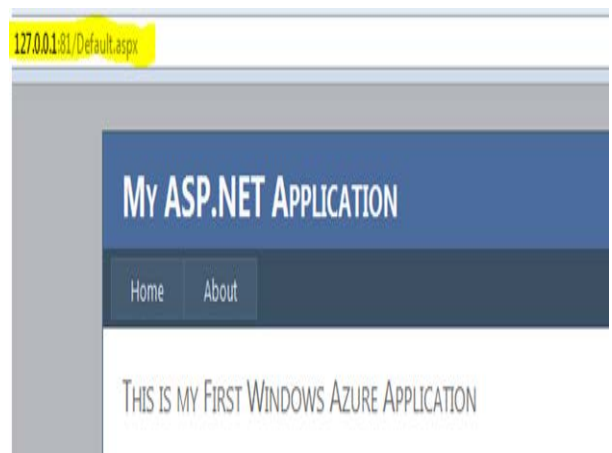 127.0.0.1:81/Default.aspx
MY ASP.NET APPLICATION
Home About
THIS IS MY FIRST WINDOWS AZURE APPLICATION